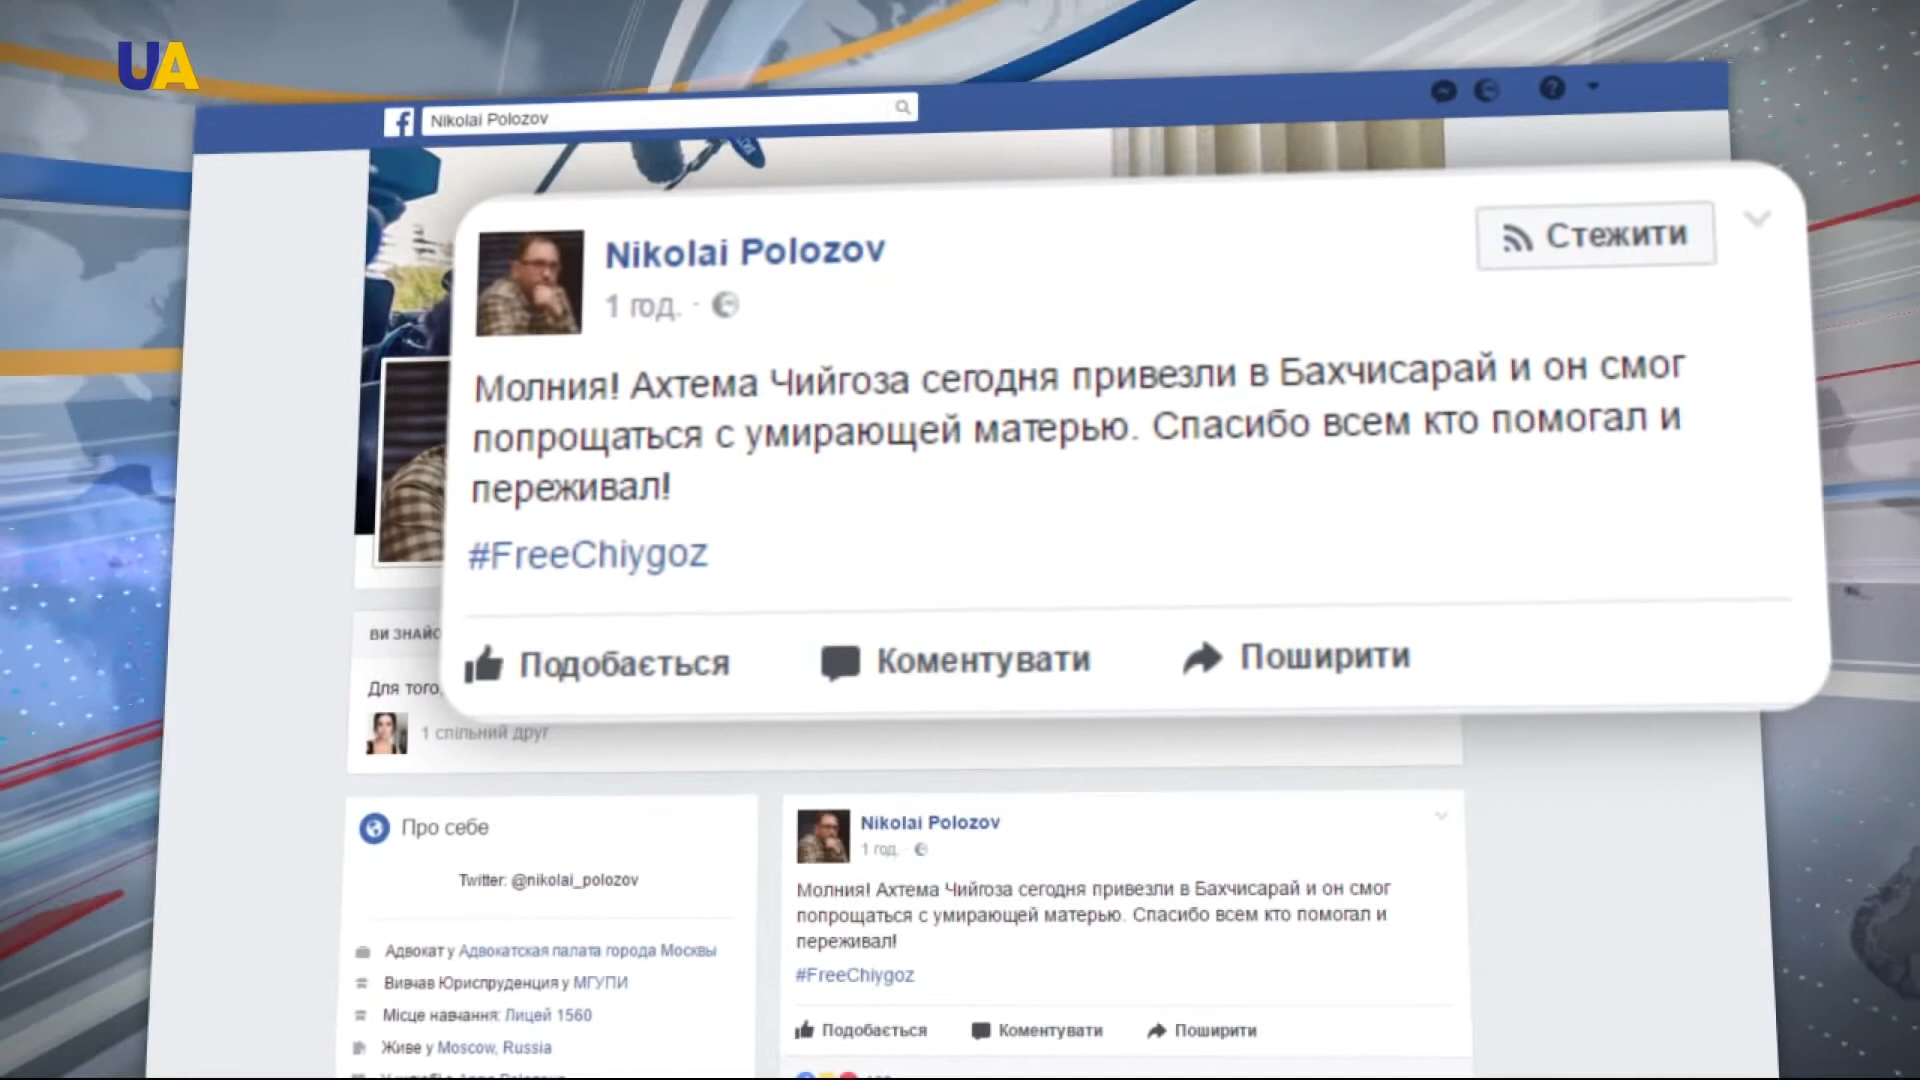 UA
Nikolai Polozov
Nikolai Polozov
Стежити
1 год.
Молния! Ахтема Чийгоза сегодня привезли в Бахчисарай и он смог
попрощаться с умирающей матерью. Спасибо всем кто помогал и
переживал!
#FreeChiygoz
Подобається Коментувати Поширити
Для того,
1 спільний друг
Про себе
Twitter: @nikolai_polozov
Адвокат у Адвокатская палата города Москвы
Вивчав Юриспруденция у МГУПИ
Місце навчання: Лицей 1560
Живе у Moscow, Russia
Nikolai Polozov
1 год.
Молния! Ахтема Чийгоза сегодня привезли в Бахчисарай и он смог
попрощаться с умирающей матерью. Спасибо всем кто помогал и
переживал!
#FreeChiygoz
Подобається Коментувати Поширити